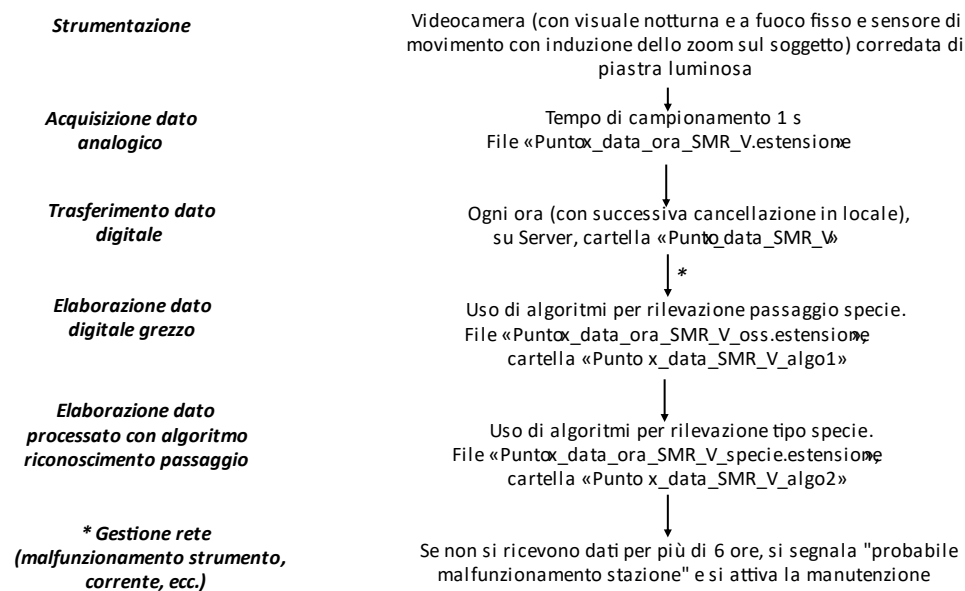 Strumentazione
Videocamera (con visuale notturna e a fuoco fisso e sensore di
movimento con induzione dello zoom sul soggetto) corredata di
piastra luminosa
Acquisizione dato
analogico
Tempo di campionamento 1 s
File «Puntox_data_ora_SMR_V.estensione»
Trasferimento dato
digitale
Ogni ora (con successiva cancellazione in locale),
su Server, cartella «Puntox_data_SMR_V»
*
Elaborazione dato
digitale grezzo
Uso di algoritmi per rilevazione passaggio specie.
File «Puntox_data_ora_SMR_V_oss.estensione»,
cartella «Punto x_data_SMR_V_algo1»
Elaborazione dato
processato con algoritmo
riconoscimento passaggio
Uso di algoritmi per rilevazione tipo specie.
File «Puntox_data_ora_SMR_V_specie.estensione»,
cartella «Punto x_data_SMR_V_algo2»
* Gestione rete
(malfunzionamento strumento,
corrente, ecc.)
Se non si ricevono dati per più di 6 ore, si segnala "probabile
malfunzionamento stazione" e si attiva la manutenzione